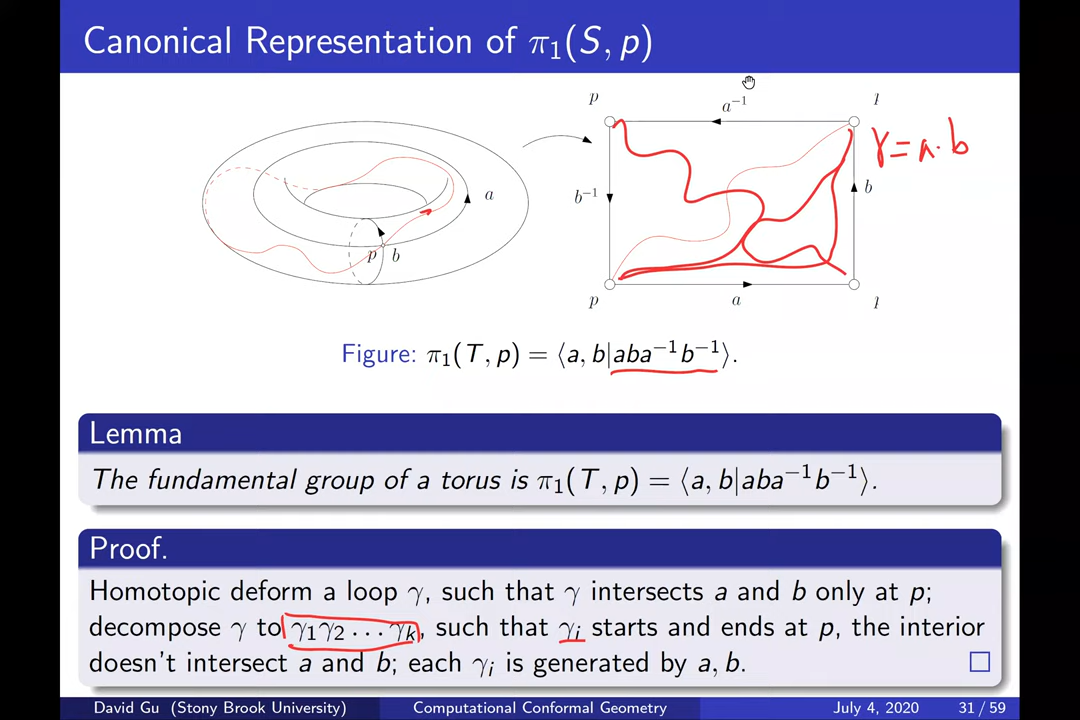 Canonical Representation of π₁(S, p)
p
a⁻¹
γ = a · b
b⁻¹
b
a
p b
p
a
Figure: π₁(T, p) = ⟨a, b|aba⁻¹b⁻¹⟩.
Lemma
The fundamental group of a torus is π₁(T, p) = ⟨a, b|aba⁻¹b⁻¹⟩.
Proof.
Homotopic deform a loop γ, such that γ intersects a and b only at p;
decompose γ to γ₁γ₂ . . . γₖ, such that γᵢ starts and ends at p, the interior
doesn't intersect a and b; each γᵢ is generated by a, b.
David Gu (Stony Brook University) Computational Conformal Geometry July 4, 2020 31 / 59